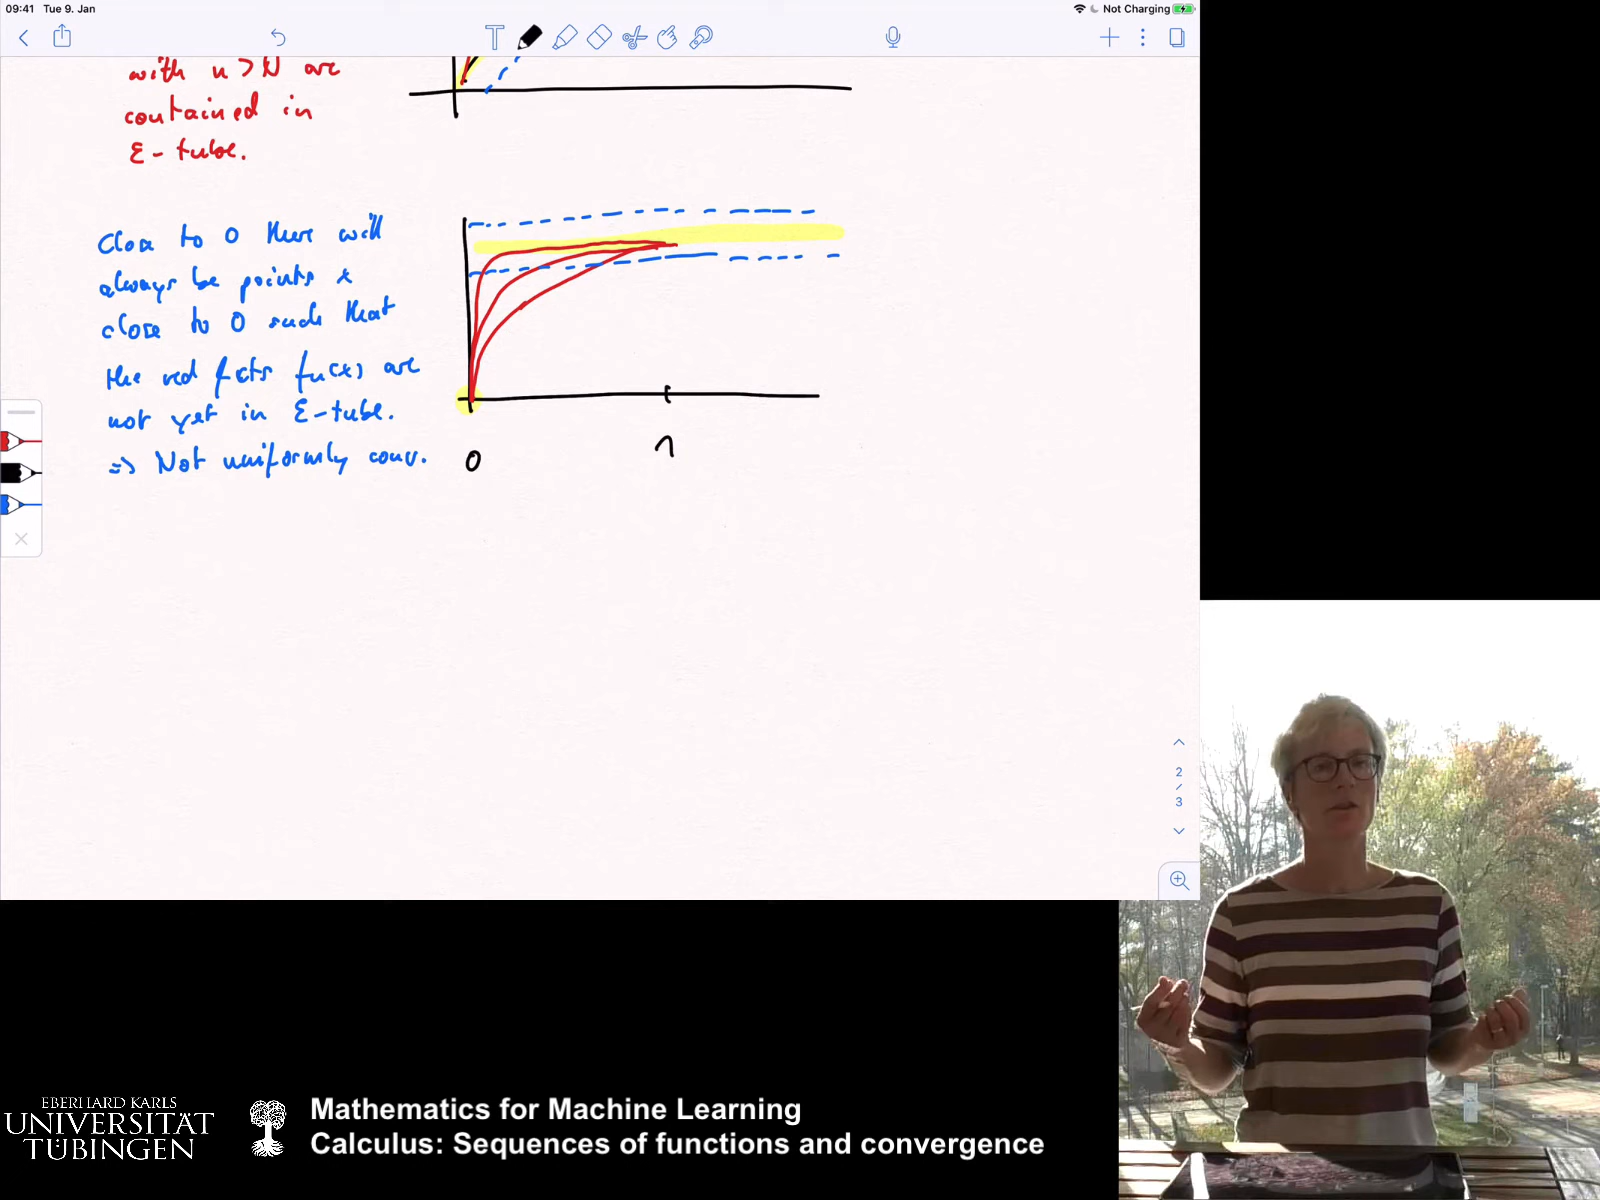 09:41 Tue 9. Jan
Not Charging
T
with n > N are
contained in
ε-tube.
Close to 0 there will
always be points x
close to 0 such that
the red fcts fn(x) are
not yet in ε-tube.
=> Not uniformly conv.
0
1
2
/
3
EBERHARD KARLS
UNIVERSITÄT
TÜBINGEN
Mathematics for Machine Learning
Calculus: Sequences of functions and convergence